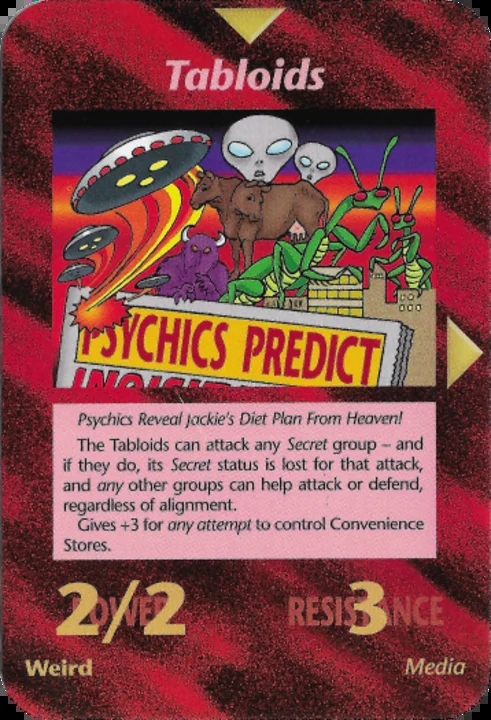 Tabloids
PSYCHICS PREDICT
Psychics Reveal Jackie's Diet Plan From Heaven!
The Tabloids can attack any Secret group – and
if they do, its Secret status is lost for that attack,
and any other groups can help attack or defend,
regardless of alignment.
Gives +3 for any attempt to control Convenience
Stores.
POWER 2/2
RESISTANCE 3
Weird
Media